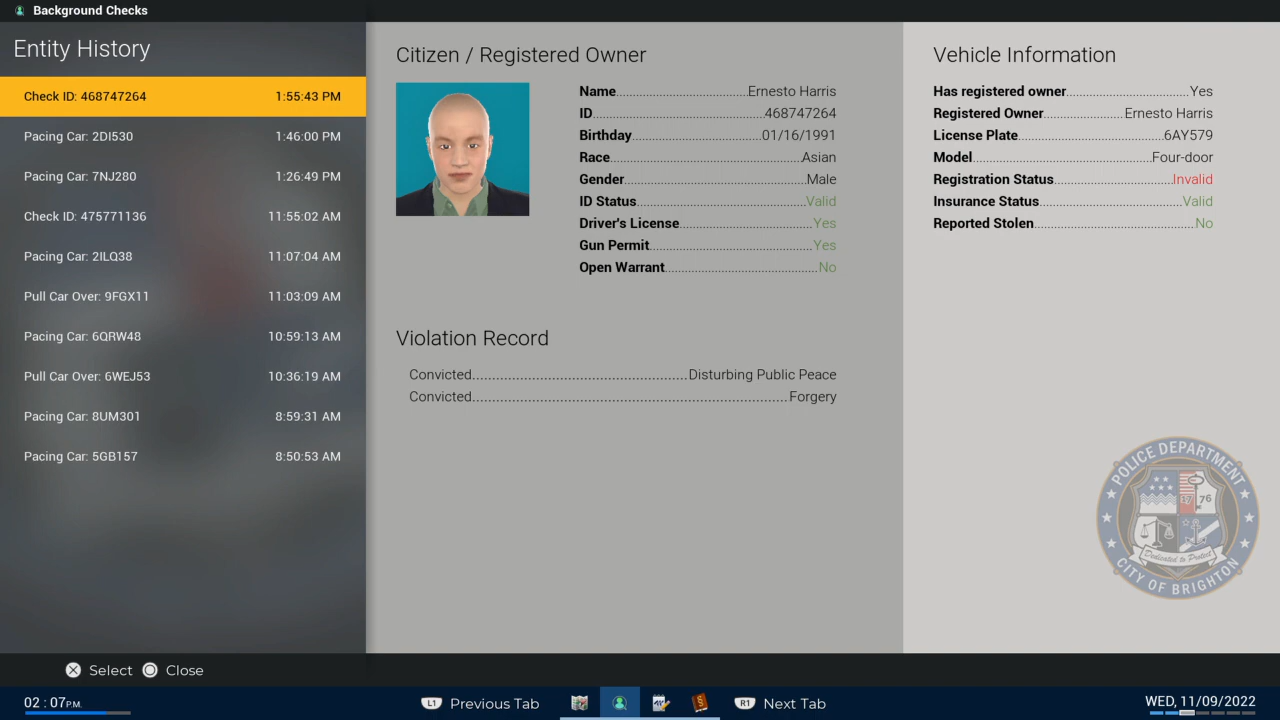 Background Checks
Entity History
Check ID: 468747264 1:55:43 PM
Pacing Car: 2DI530 1:46:00 PM
Pacing Car: 7NJ280 1:26:49 PM
Check ID: 475771136 11:55:02 AM
Pacing Car: 2ILQ38 11:07:04 AM
Pull Car Over: 9FGX11 11:03:09 AM
Pacing Car: 6QRW48 10:59:13 AM
Pull Car Over: 6WEJ53 10:36:19 AM
Pacing Car: 8UM301 8:59:31 AM
Pacing Car: 5GB157 8:50:53 AM
Citizen / Registered Owner
Name Ernesto Harris
ID 468747264
Birthday 01/16/1991
Race Asian
Gender Male
ID Status Valid
Driver's License Yes
Gun Permit Yes
Open Warrant No
Violation Record
Convicted Disturbing Public Peace
Convicted Forgery
Vehicle Information
Has registered owner Yes
Registered Owner Ernesto Harris
License Plate 6AY579
Model Four-door
Registration Status Invalid
Insurance Status Valid
Reported Stolen No
POLICE DEPARTMENT
17 76
Dedicated to Protect
CITY OF BRIGHTON
Select Close
02 : 07 P.M.
L1 Previous Tab
R1 Next Tab
WED, 11/09/2022